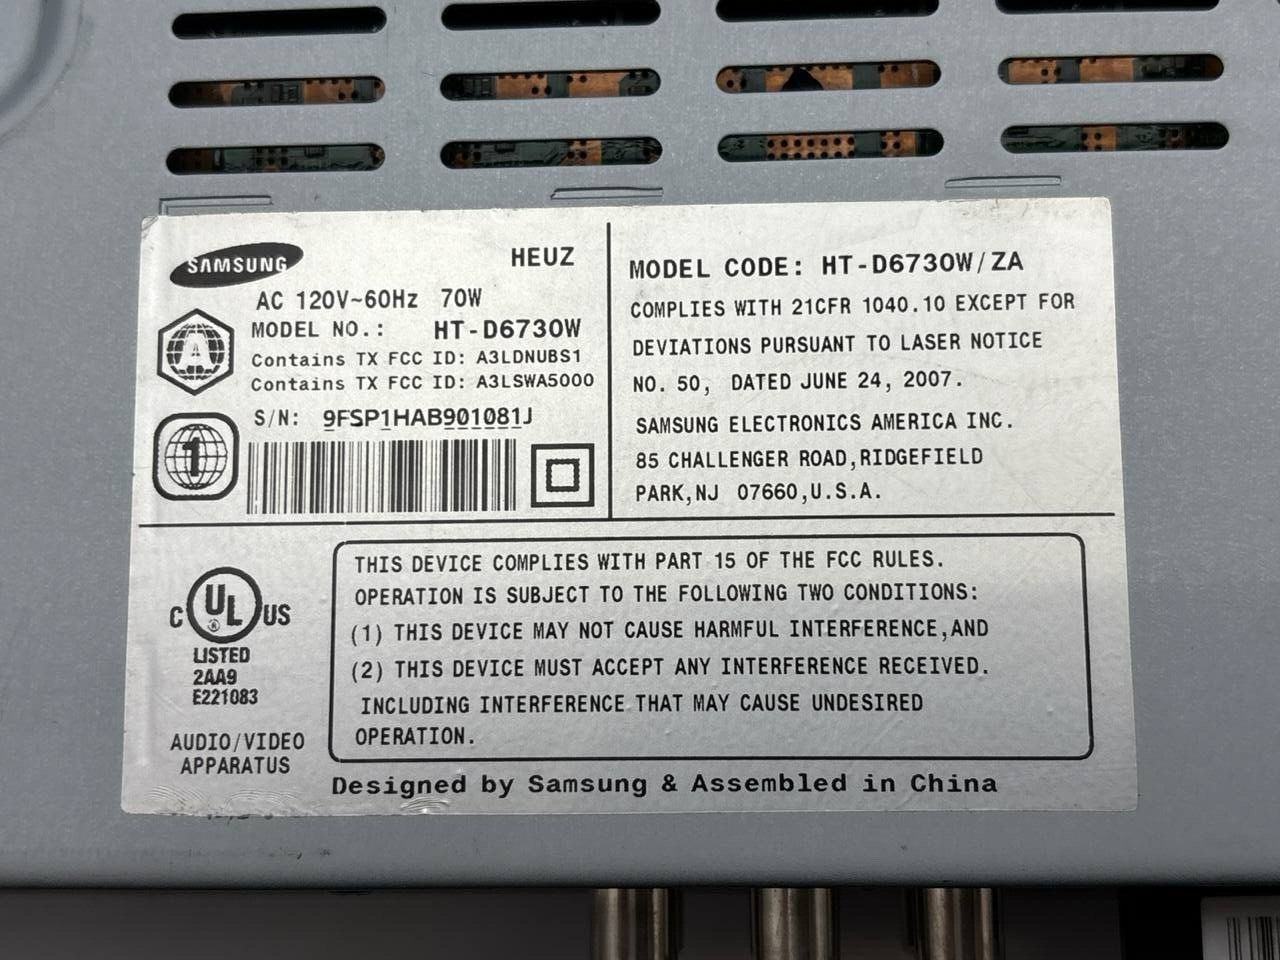 SAMSUNG
HEUZ
AC 120V~60Hz 70W
MODEL NO.: HT-D6730W
Contains TX FCC ID: A3LDNUBS1
Contains TX FCC ID: A3LSWA5000
S/N: 9FSP1HAB901081J
A
1
MODEL CODE: HT-D6730W/ZA
COMPLIES WITH 21CFR 1040.10 EXCEPT FOR
DEVIATIONS PURSUANT TO LASER NOTICE
NO. 50, DATED JUNE 24, 2007.
SAMSUNG ELECTRONICS AMERICA INC.
85 CHALLENGER ROAD,RIDGEFIELD
PARK,NJ 07660,U.S.A.
C UL® US
LISTED
2AA9
E221083
AUDIO/VIDEO
APPARATUS
THIS DEVICE COMPLIES WITH PART 15 OF THE FCC RULES.
OPERATION IS SUBJECT TO THE FOLLOWING TWO CONDITIONS:
(1) THIS DEVICE MAY NOT CAUSE HARMFUL INTERFERENCE,AND
(2) THIS DEVICE MUST ACCEPT ANY INTERFERENCE RECEIVED.
INCLUDING INTERFERENCE THAT MAY CAUSE UNDESIRED
OPERATION.
Designed by Samsung & Assembled in China